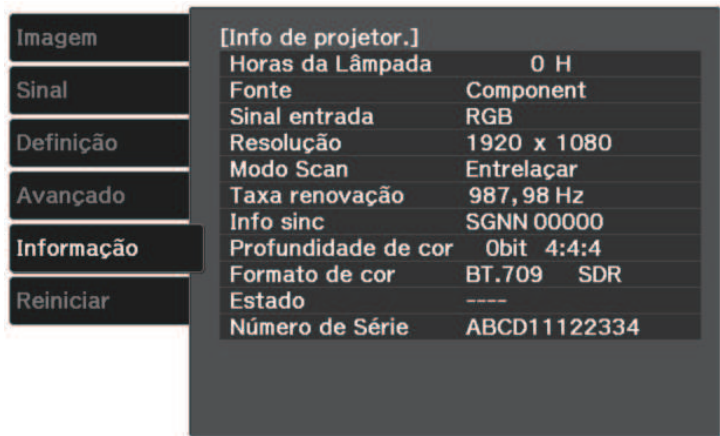 Imagem
Sinal
Definição
Avançado
Informação
Reiniciar
[Info de projetor.]
Horas da Lâmpada 0 H
Fonte Component
Sinal entrada RGB
Resolução 1920 x 1080
Modo Scan Entrelaçar
Taxa renovação 987,98 Hz
Info sinc SGNN 00000
Profundidade de cor 0bit 4:4:4
Formato de cor BT.709 SDR
Estado ----
Número de Série ABCD11122334